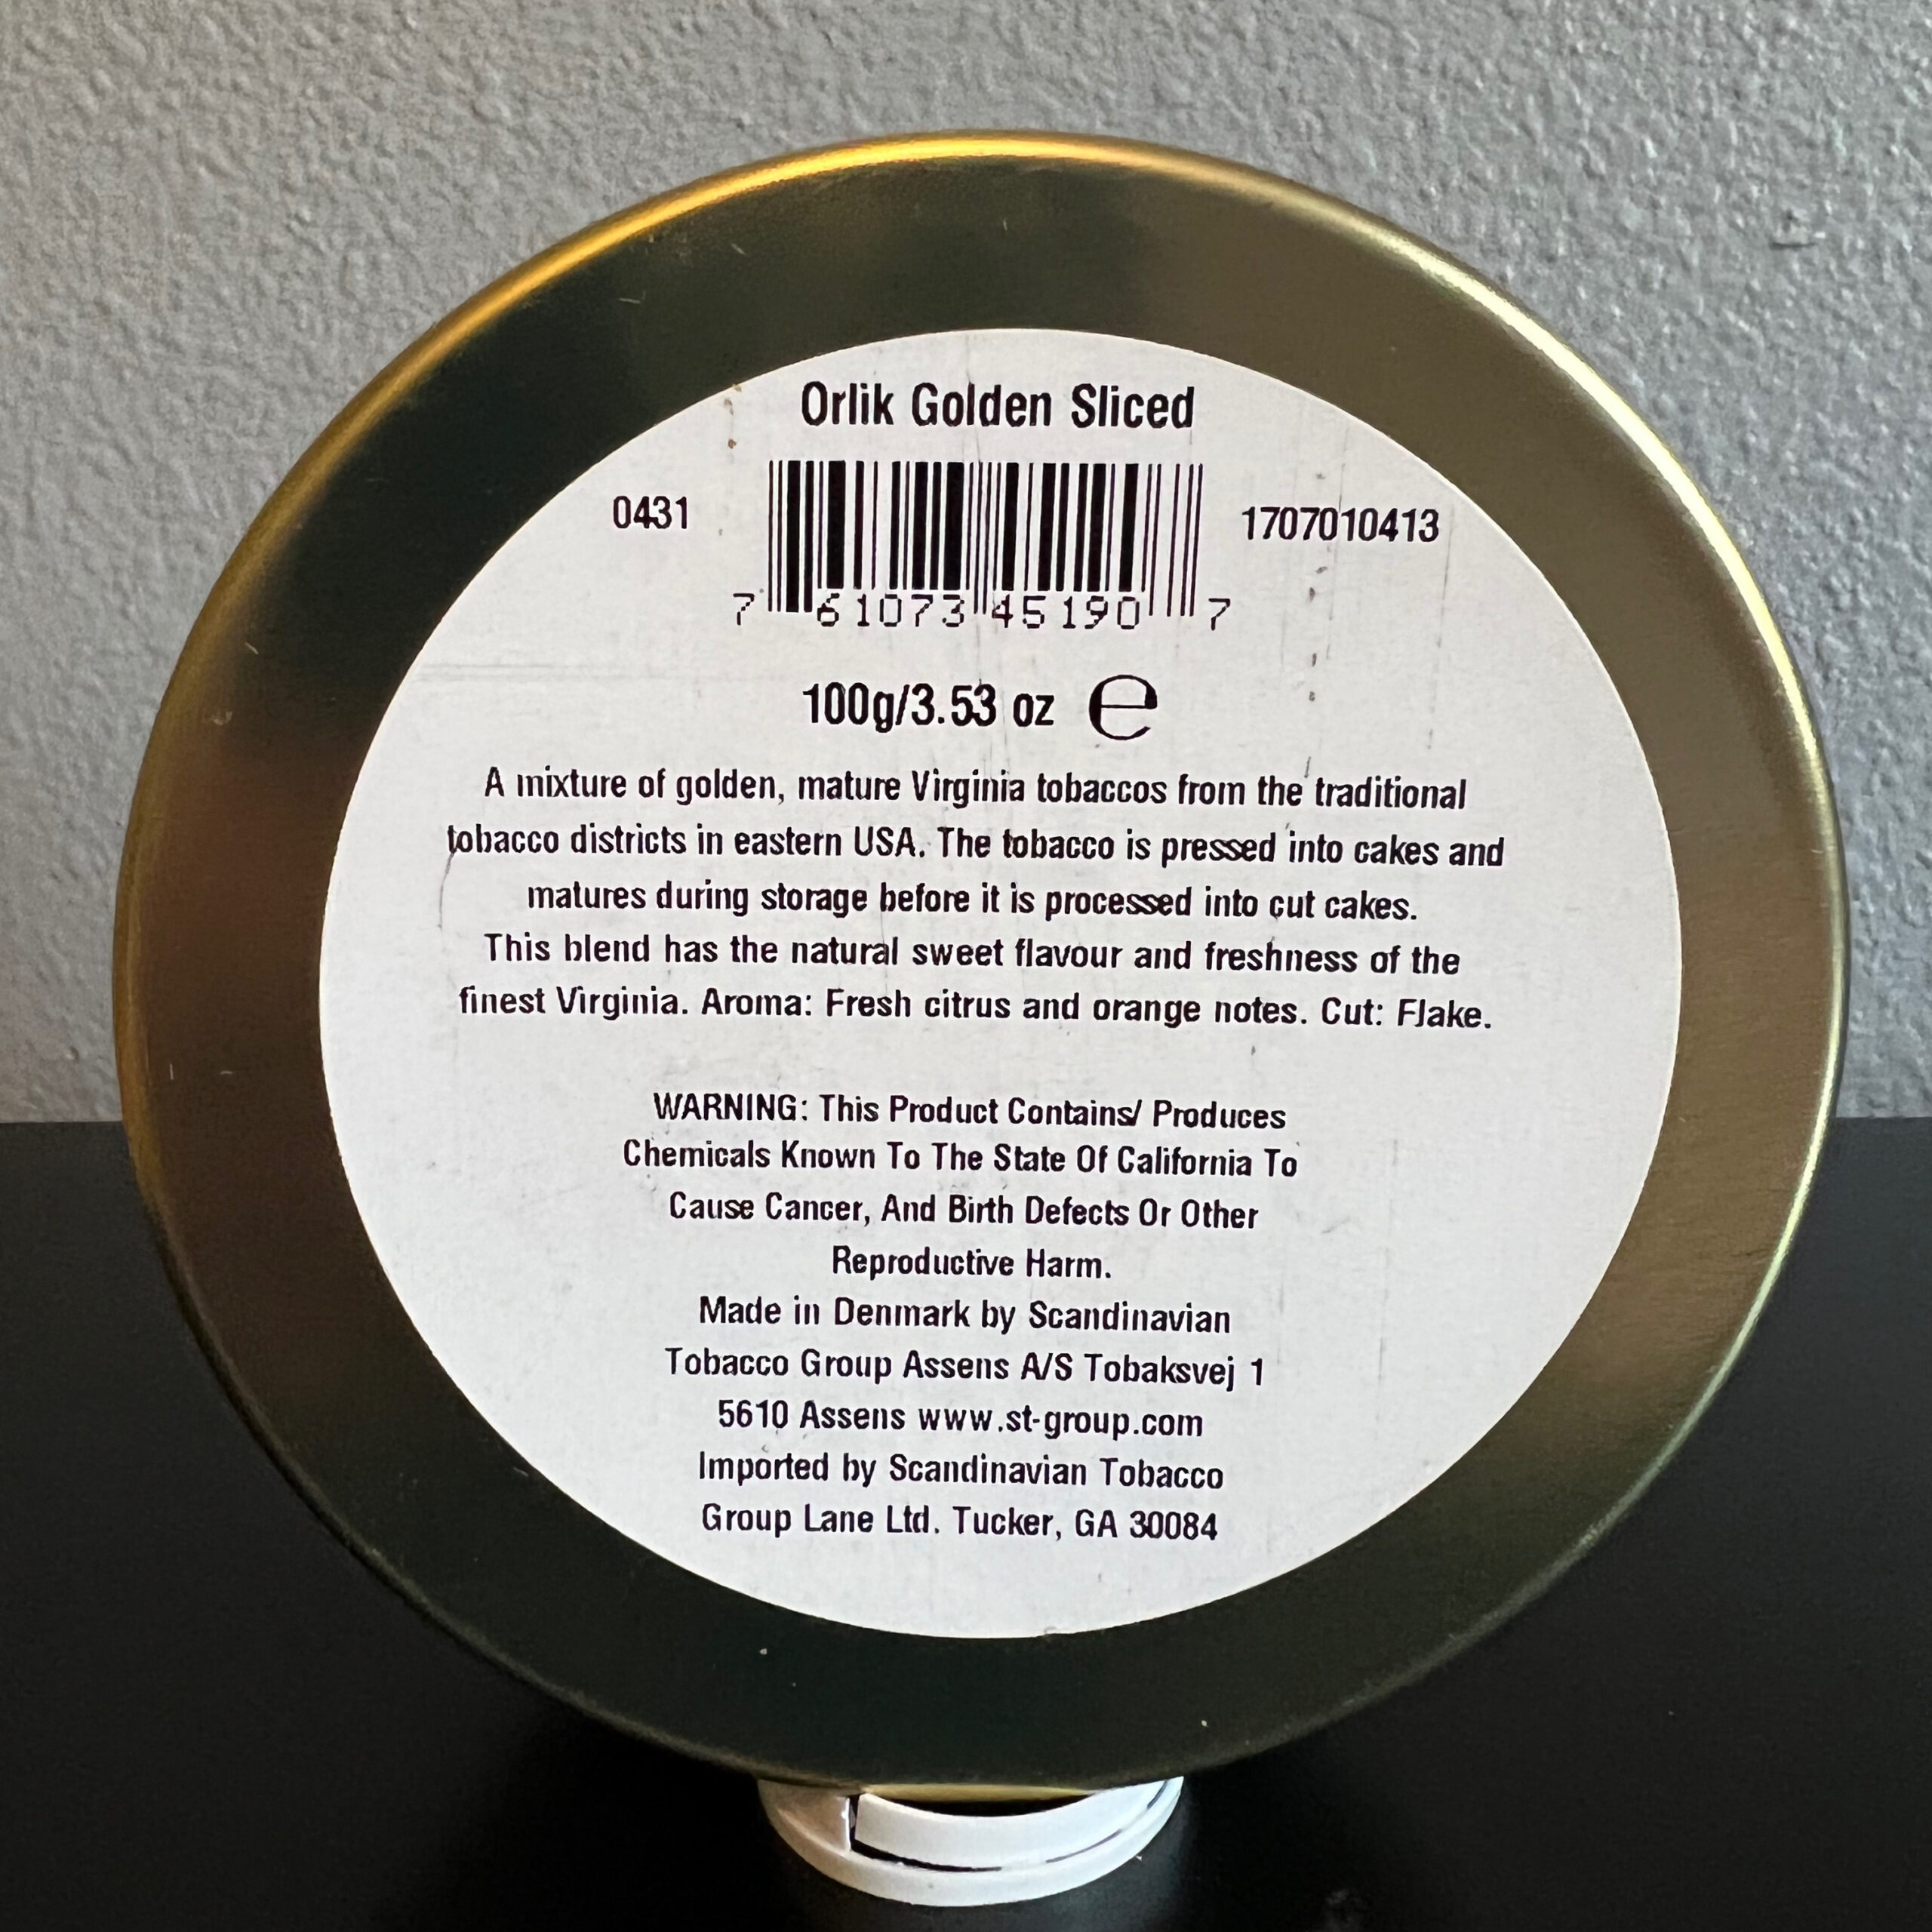 Orlik Golden Sliced
0431
1707010413
7 61073 45190 7
100g/3.53 oz e
A mixture of golden, mature Virginia tobaccos from the traditional
tobacco districts in eastern USA. The tobacco is pressed into cakes and
matures during storage before it is processed into cut cakes.
This blend has the natural sweet flavour and freshness of the
finest Virginia. Aroma: Fresh citrus and orange notes. Cut: Flake.
WARNING: This Product Contains/ Produces
Chemicals Known To The State Of California To
Cause Cancer, And Birth Defects Or Other
Reproductive Harm.
Made in Denmark by Scandinavian
Tobacco Group Assens A/S Tobaksvej 1
5610 Assens www.st-group.com
Imported by Scandinavian Tobacco
Group Lane Ltd. Tucker, GA 30084